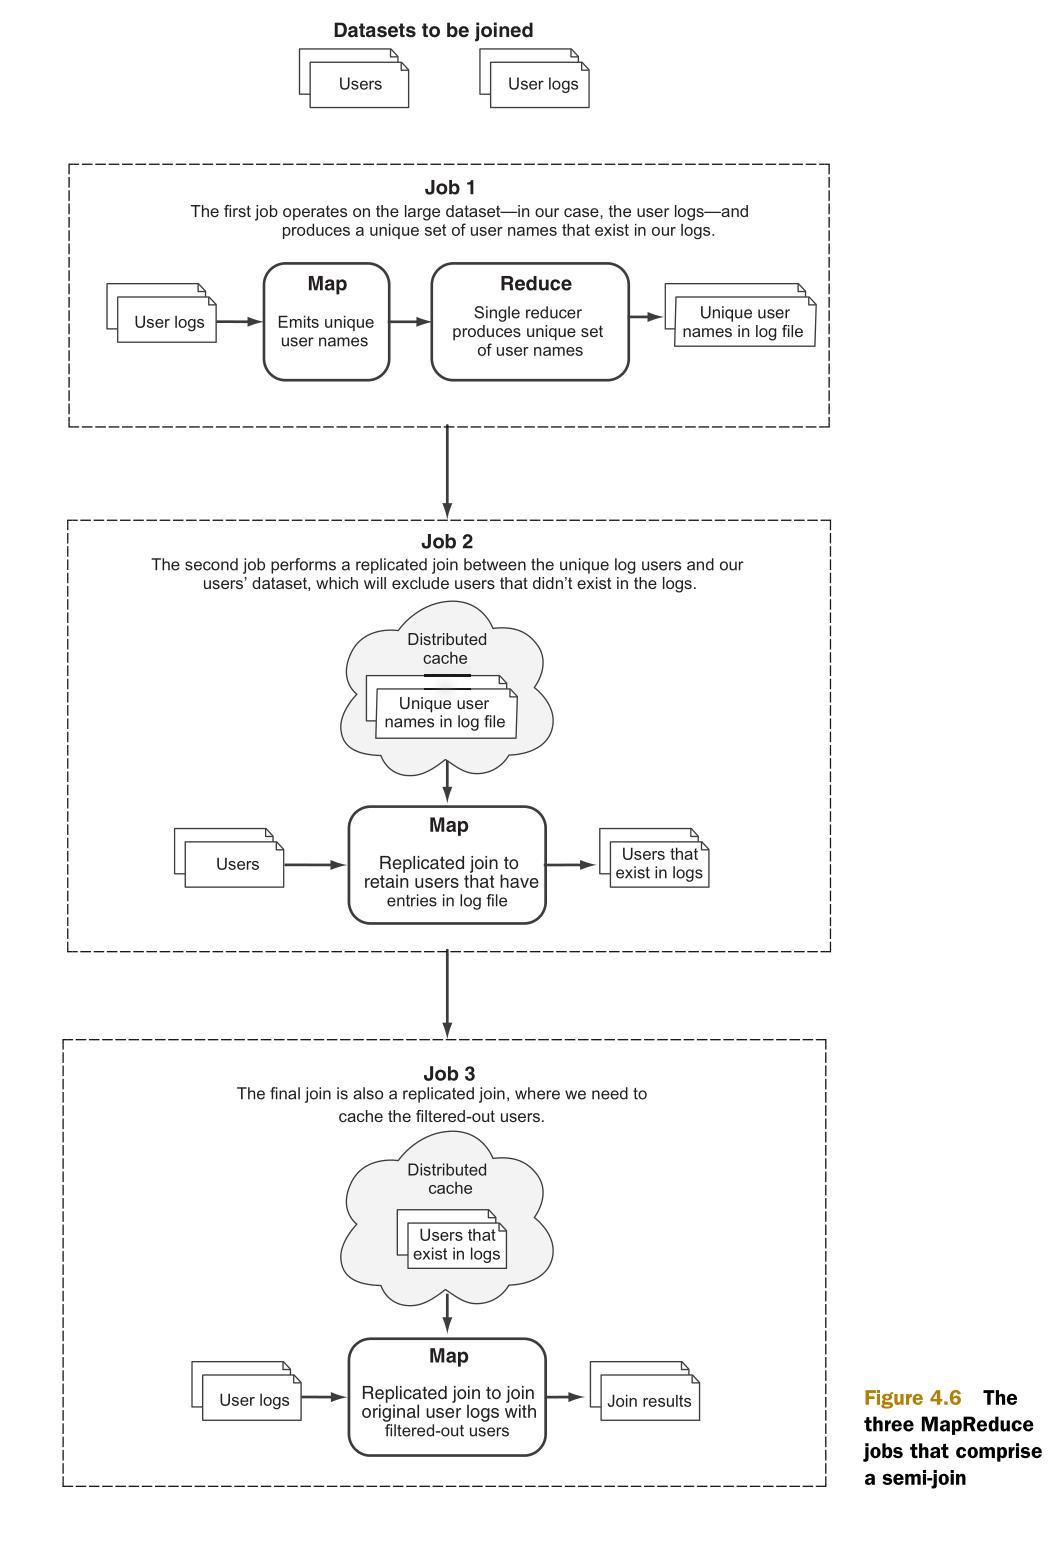 Datasets to be joined
Users
User logs
Job 1
The first job operates on the large dataset—in our case, the user logs—and
produces a unique set of user names that exist in our logs.
User logs
Map
Emits unique
user names
Reduce
Single reducer
produces unique set
of user names
Unique user
names in log file
Job 2
The second job performs a replicated join between the unique log users and our
users’ dataset, which will exclude users that didn’t exist in the logs.
Distributed
cache
Unique user
names in log file
Users
Map
Replicated join to
retain users that have
entries in log file
Users that
exist in logs
Job 3
The final join is also a replicated join, where we need to
cache the filtered-out users.
Distributed
cache
Users that
exist in logs
User logs
Map
Replicated join to join
original user logs with
filtered-out users
Join results
Figure 4.6 The
three MapReduce
jobs that comprise
a semi-join